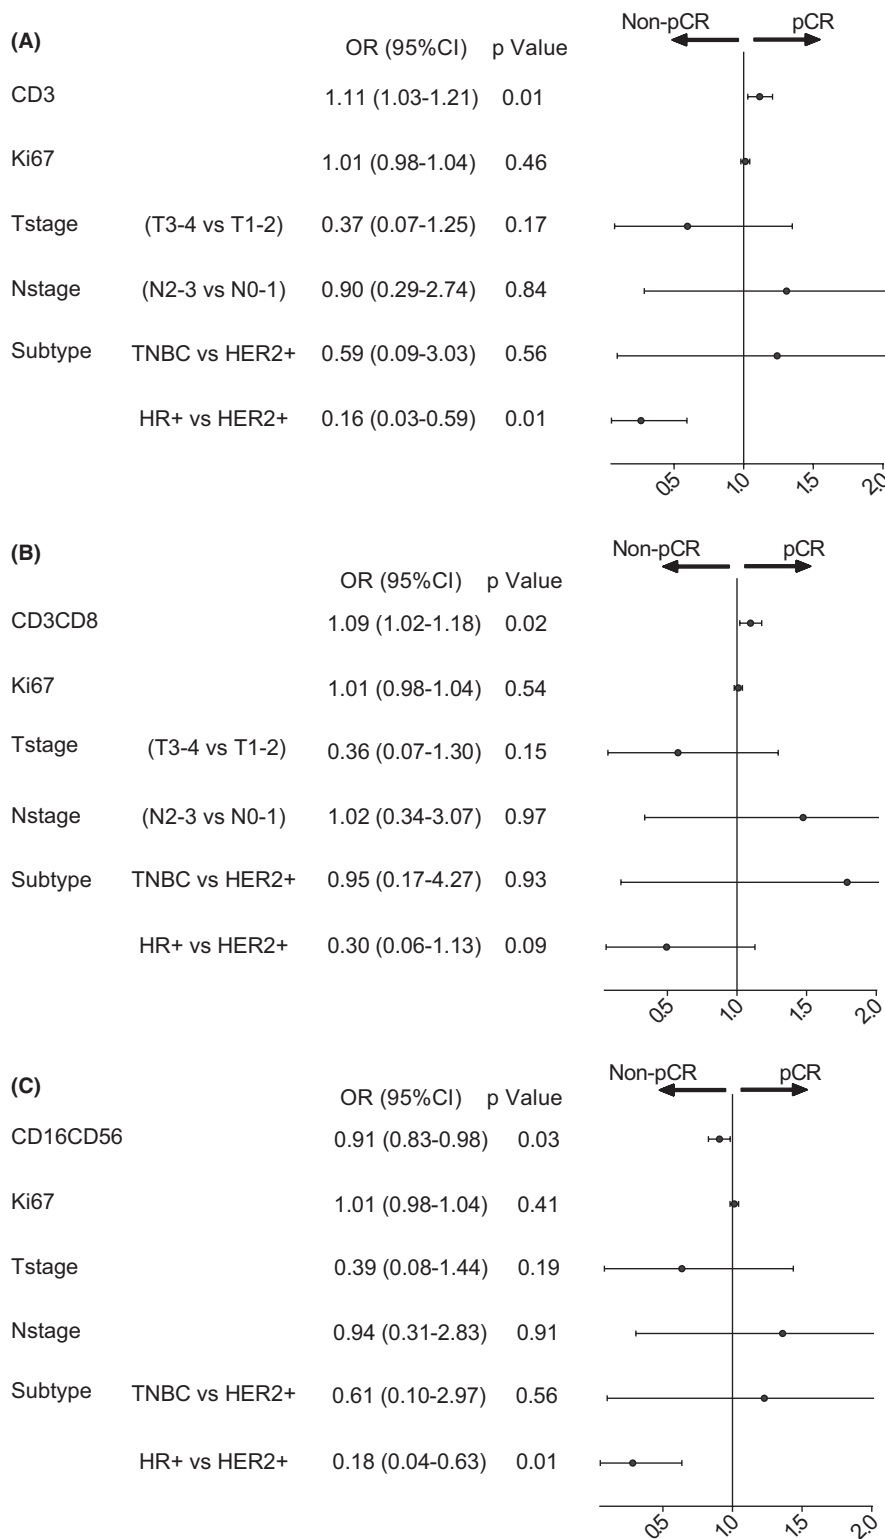 (A)
Non-pCR pCR
OR (95%CI) p Value
CD3 1.11 (1.03-1.21) 0.01
Ki67 1.01 (0.98-1.04) 0.46
Tstage (T3-4 vs T1-2) 0.37 (0.07-1.25) 0.17
Nstage (N2-3 vs N0-1) 0.90 (0.29-2.74) 0.84
Subtype TNBC vs HER2+ 0.59 (0.09-3.03) 0.56
HR+ vs HER2+ 0.16 (0.03-0.59) 0.01
0.5 1.0 1.5 2.0
(B)
Non-pCR pCR
OR (95%CI) p Value
CD3CD8 1.09 (1.02-1.18) 0.02
Ki67 1.01 (0.98-1.04) 0.54
Tstage (T3-4 vs T1-2) 0.36 (0.07-1.30) 0.15
Nstage (N2-3 vs N0-1) 1.02 (0.34-3.07) 0.97
Subtype TNBC vs HER2+ 0.95 (0.17-4.27) 0.93
HR+ vs HER2+ 0.30 (0.06-1.13) 0.09
0.5 1.0 1.5 2.0
(C)
Non-pCR pCR
OR (95%CI) p Value
CD16CD56 0.91 (0.83-0.98) 0.03
Ki67 1.01 (0.98-1.04) 0.41
Tstage 0.39 (0.08-1.44) 0.19
Nstage 0.94 (0.31-2.83) 0.91
Subtype TNBC vs HER2+ 0.61 (0.10-2.97) 0.56
HR+ vs HER2+ 0.18 (0.04-0.63) 0.01
0.5 1.0 1.5 2.0